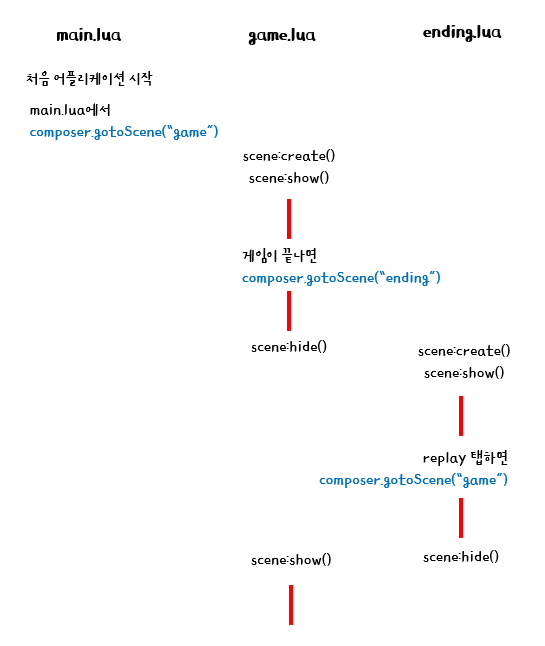 main.lua
game.lua
ending.lua
처음 어플리케이션 시작
main.lua에서
composer.gotoScene("game")
scene:create()
scene:show()
게임이 끝나면
composer.gotoScene("ending")
scene:hide()
scene:create()
scene:show()
replay 탭하면
composer.gotoScene("game")
scene:show()
scene:hide()